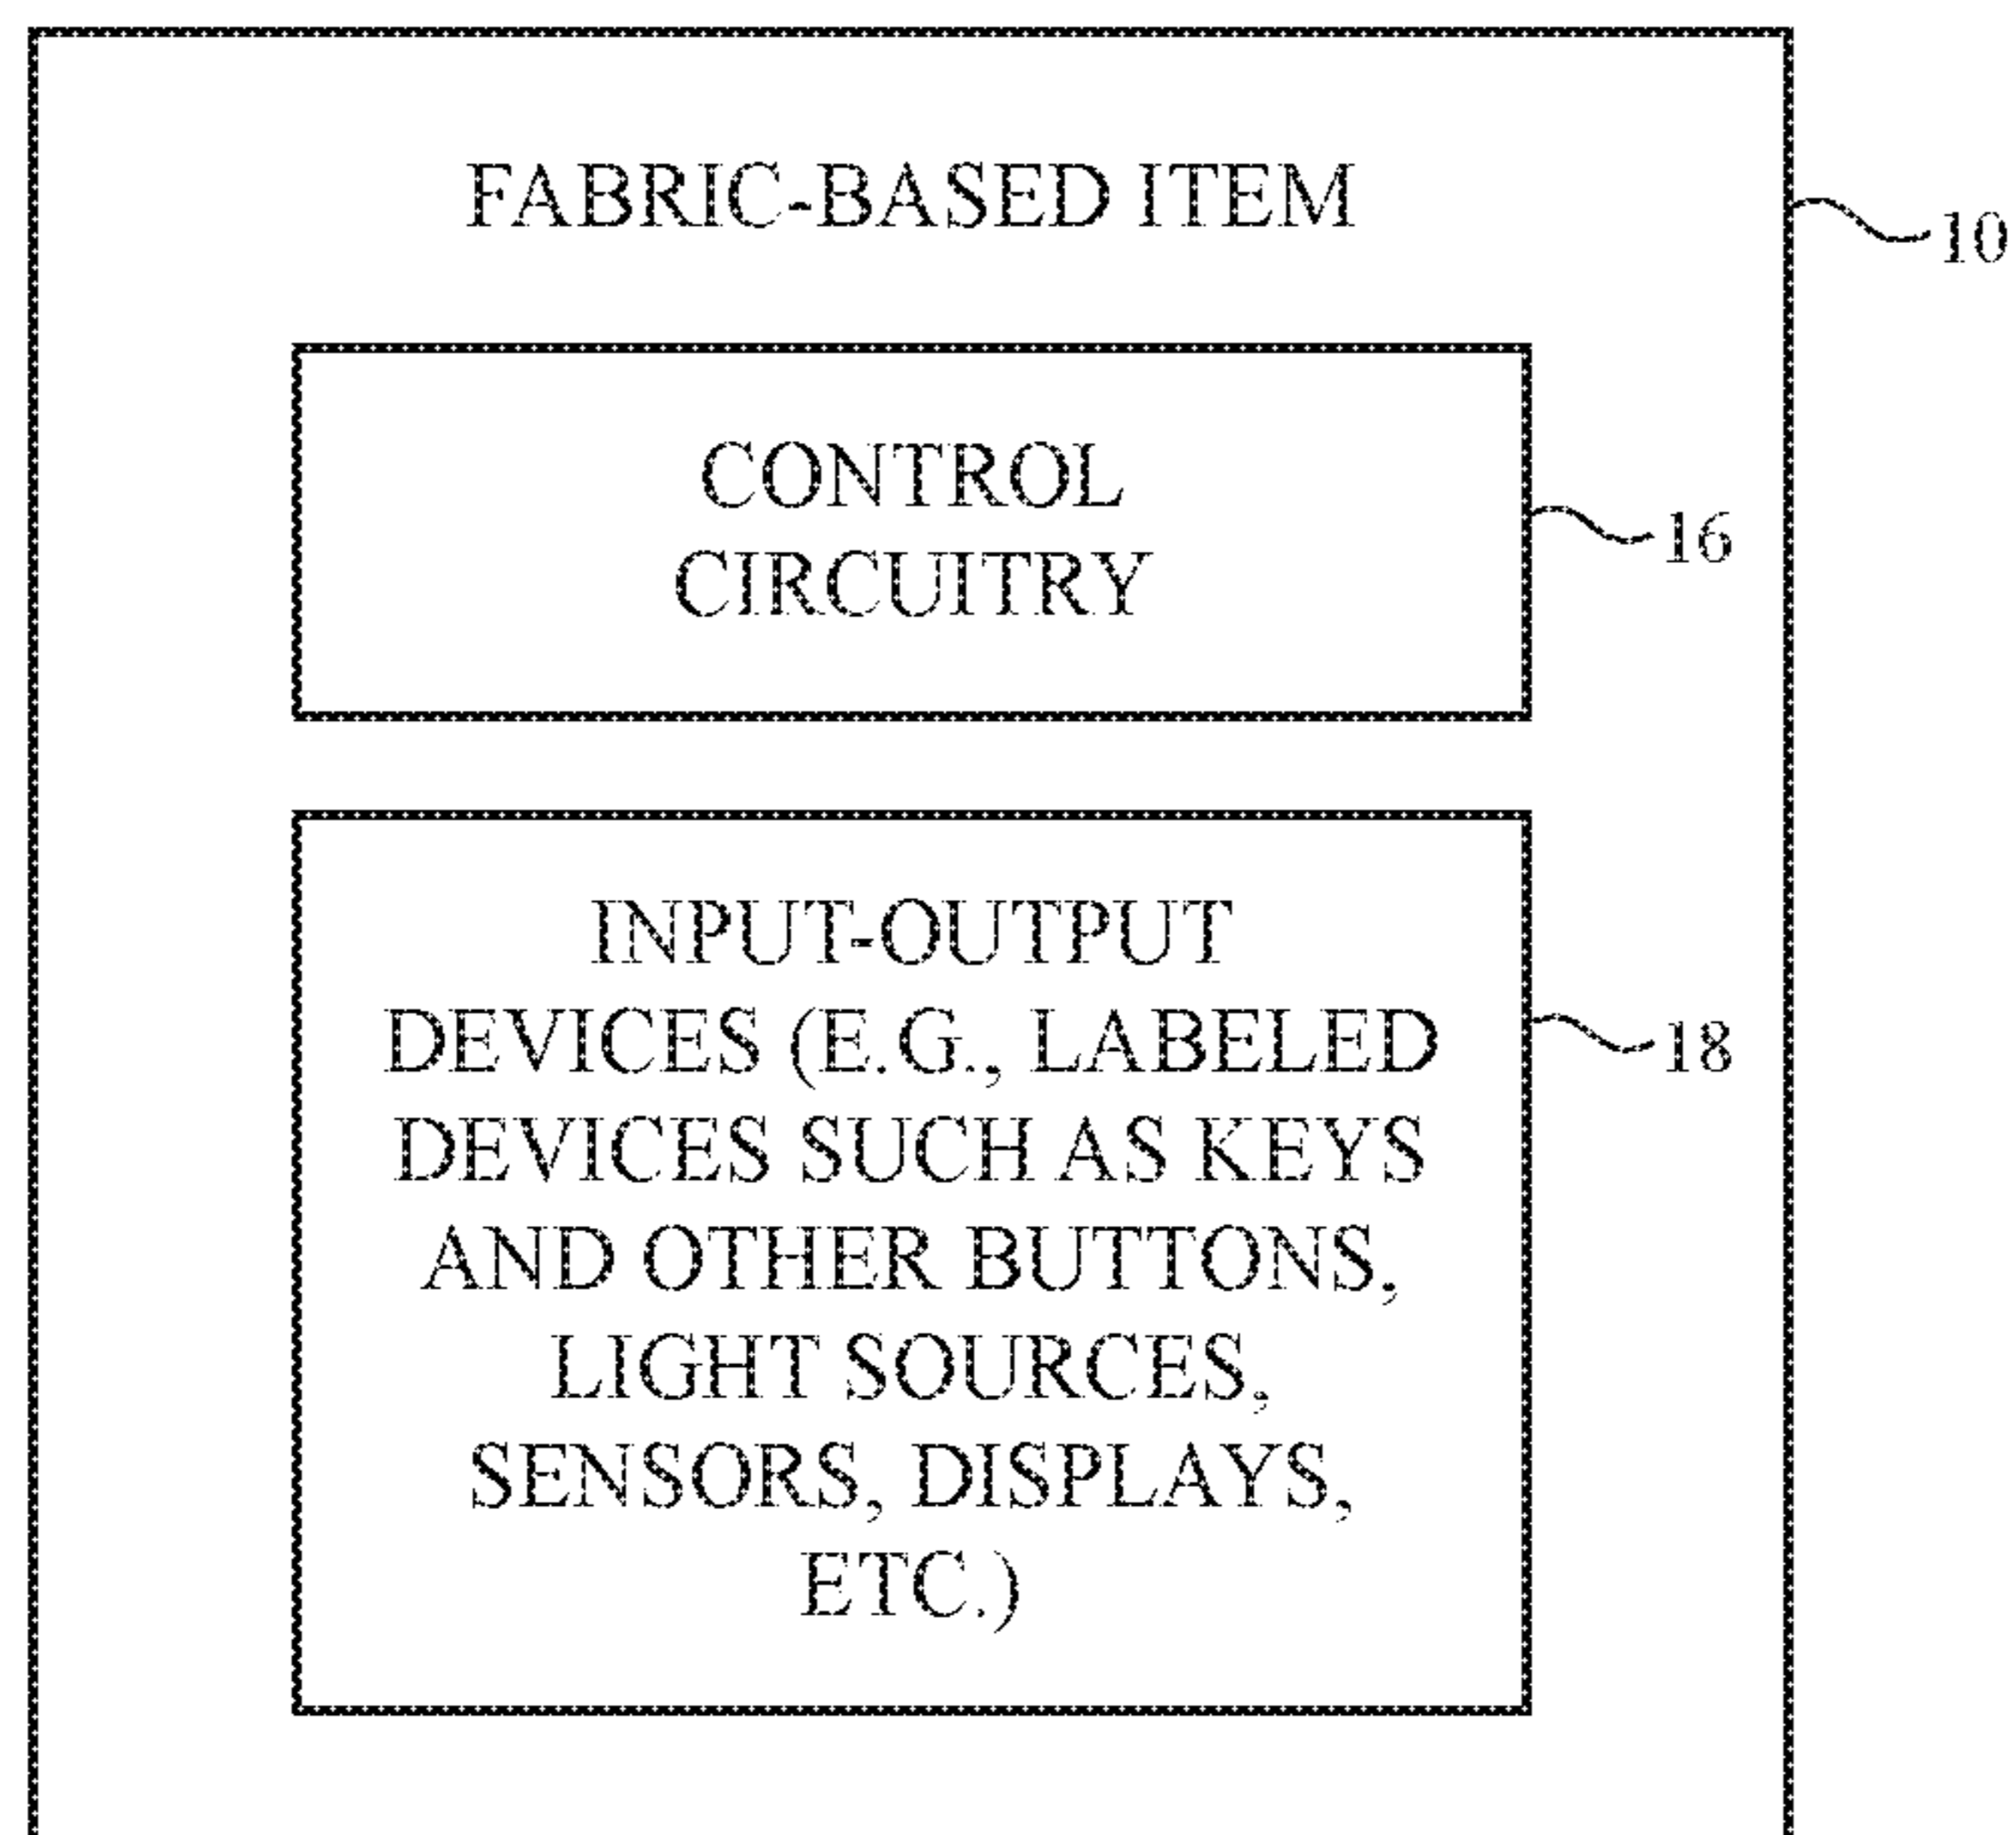 FABRIC-BASED ITEM
10
CONTROL
CIRCUITRY
16
INPUT-OUTPUT
DEVICES (E.G., LABELED
DEVICES SUCH AS KEYS
AND OTHER BUTTONS,
LIGHT SOURCES,
SENSORS, DISPLAYS,
ETC.)
18